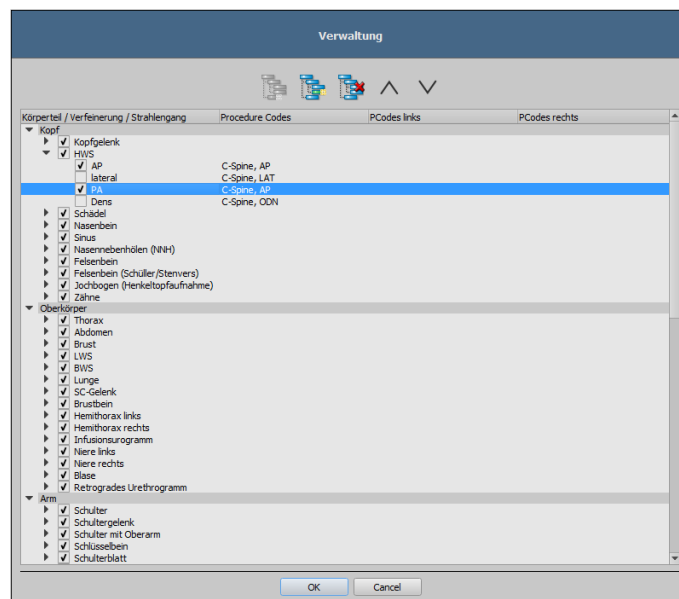 Verwaltung
Körperteil / Verfeinerung / Strahlengang Procedure Codes PCodes links PCodes rechts
Kopf
Kopfgelenk
HWS
AP C-Spine, AP
lateral C-Spine, LAT
PA C-Spine, AP
Dens C-Spine, ODN
Schädel
Nasenbein
Sinus
Nasennebenhölen (NNH)
Felsenbein
Felsenbein (Schüller/Stenvers)
Jochbogen (Henkeltopfaufnahme)
Zähne
Oberkörper
Thorax
Abdomen
Brust
LWS
BWS
Lunge
SC-Gelenk
Brustbein
Hemithorax links
Hemithorax rechts
Infusionsurogramm
Niere links
Niere rechts
Blase
Retrogrades Urethrogramm
Arm
Schulter
Schultergelenk
Schulter mit Oberarm
Schlüsselbein
Schulterblatt
OK Cancel